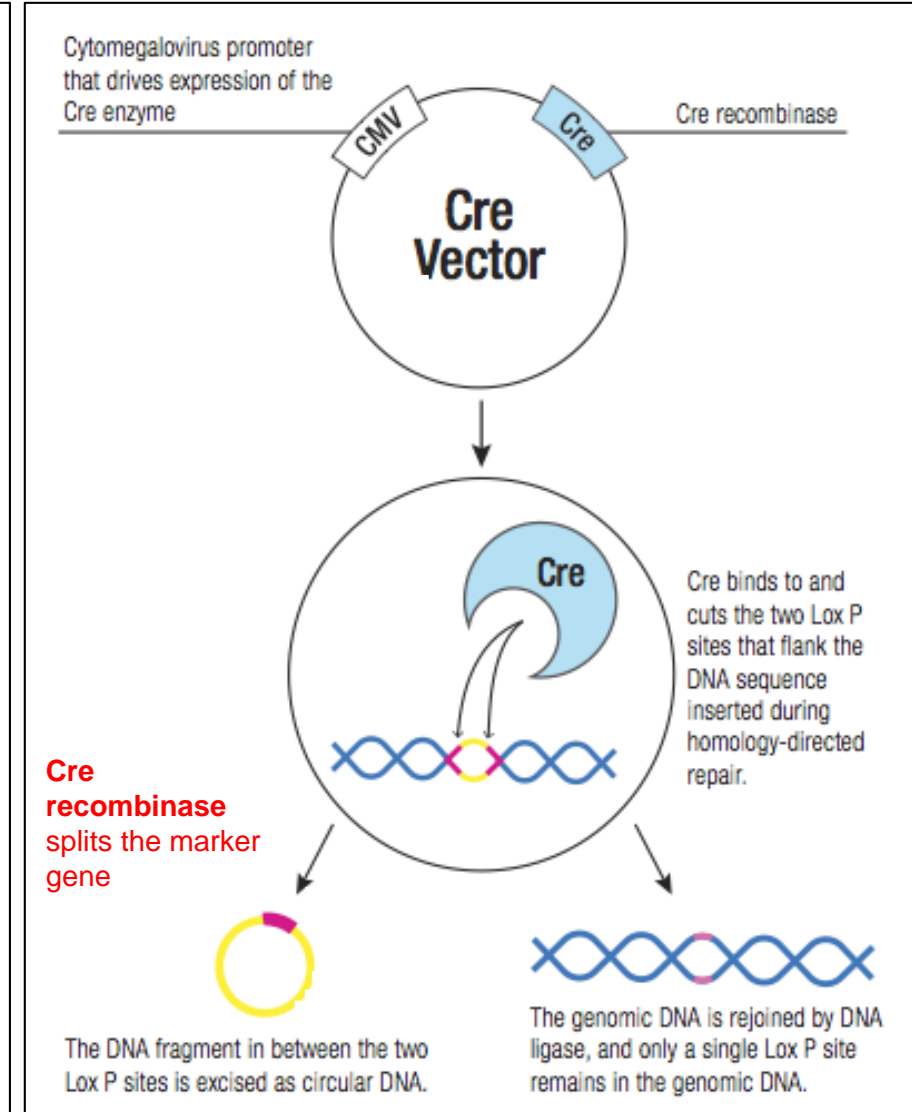 Cytomegalovirus promoter
that drives expression of the
Cre enzyme
CMV
Cre
Cre recombinase
Cre
Vector
Cre
Cre binds to and
cuts the two Lox P
sites that flank the
DNA sequence
inserted during
homology-directed
repair.
Cre
recombinase
splits the marker
gene
The DNA fragment in between the two
Lox P sites is excised as circular DNA.
The genomic DNA is rejoined by DNA
ligase, and only a single Lox P site
remains in the genomic DNA.